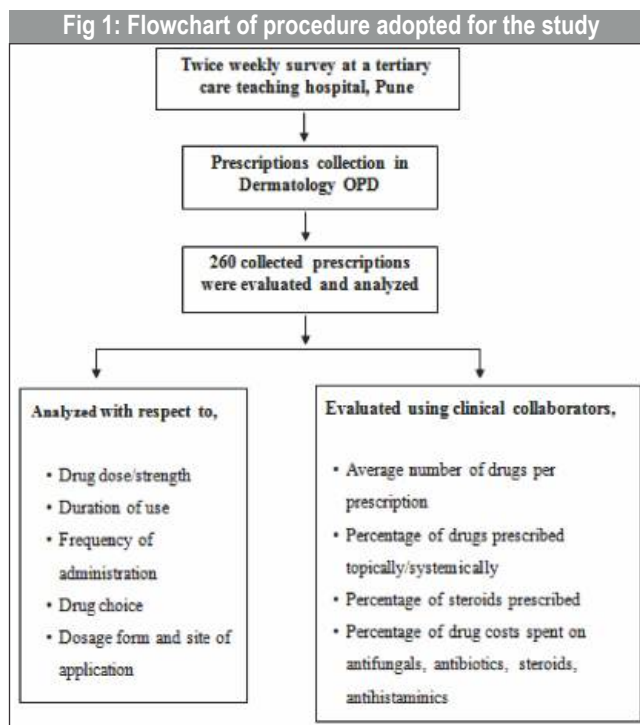 Fig 1: Flowchart of procedure adopted for the study
Twice weekly survey at a tertiary
care teaching hospital, Pune
Prescriptions collection in
Dermatology OPD
260 collected prescriptions
were evaluated and analyzed
Analyzed with respect to,
• Drug dose/strength
• Duration of use
• Frequency of
administration
• Drug choice
• Dosage form and site of
application
Evaluated using clinical collaborators,
• Average number of drugs per
prescription
• Percentage of drugs prescribed
topically/systemically
• Percentage of steroids prescribed
• Percentage of drug costs spent on
antifungals, antibiotics, steroids,
antihistaminics